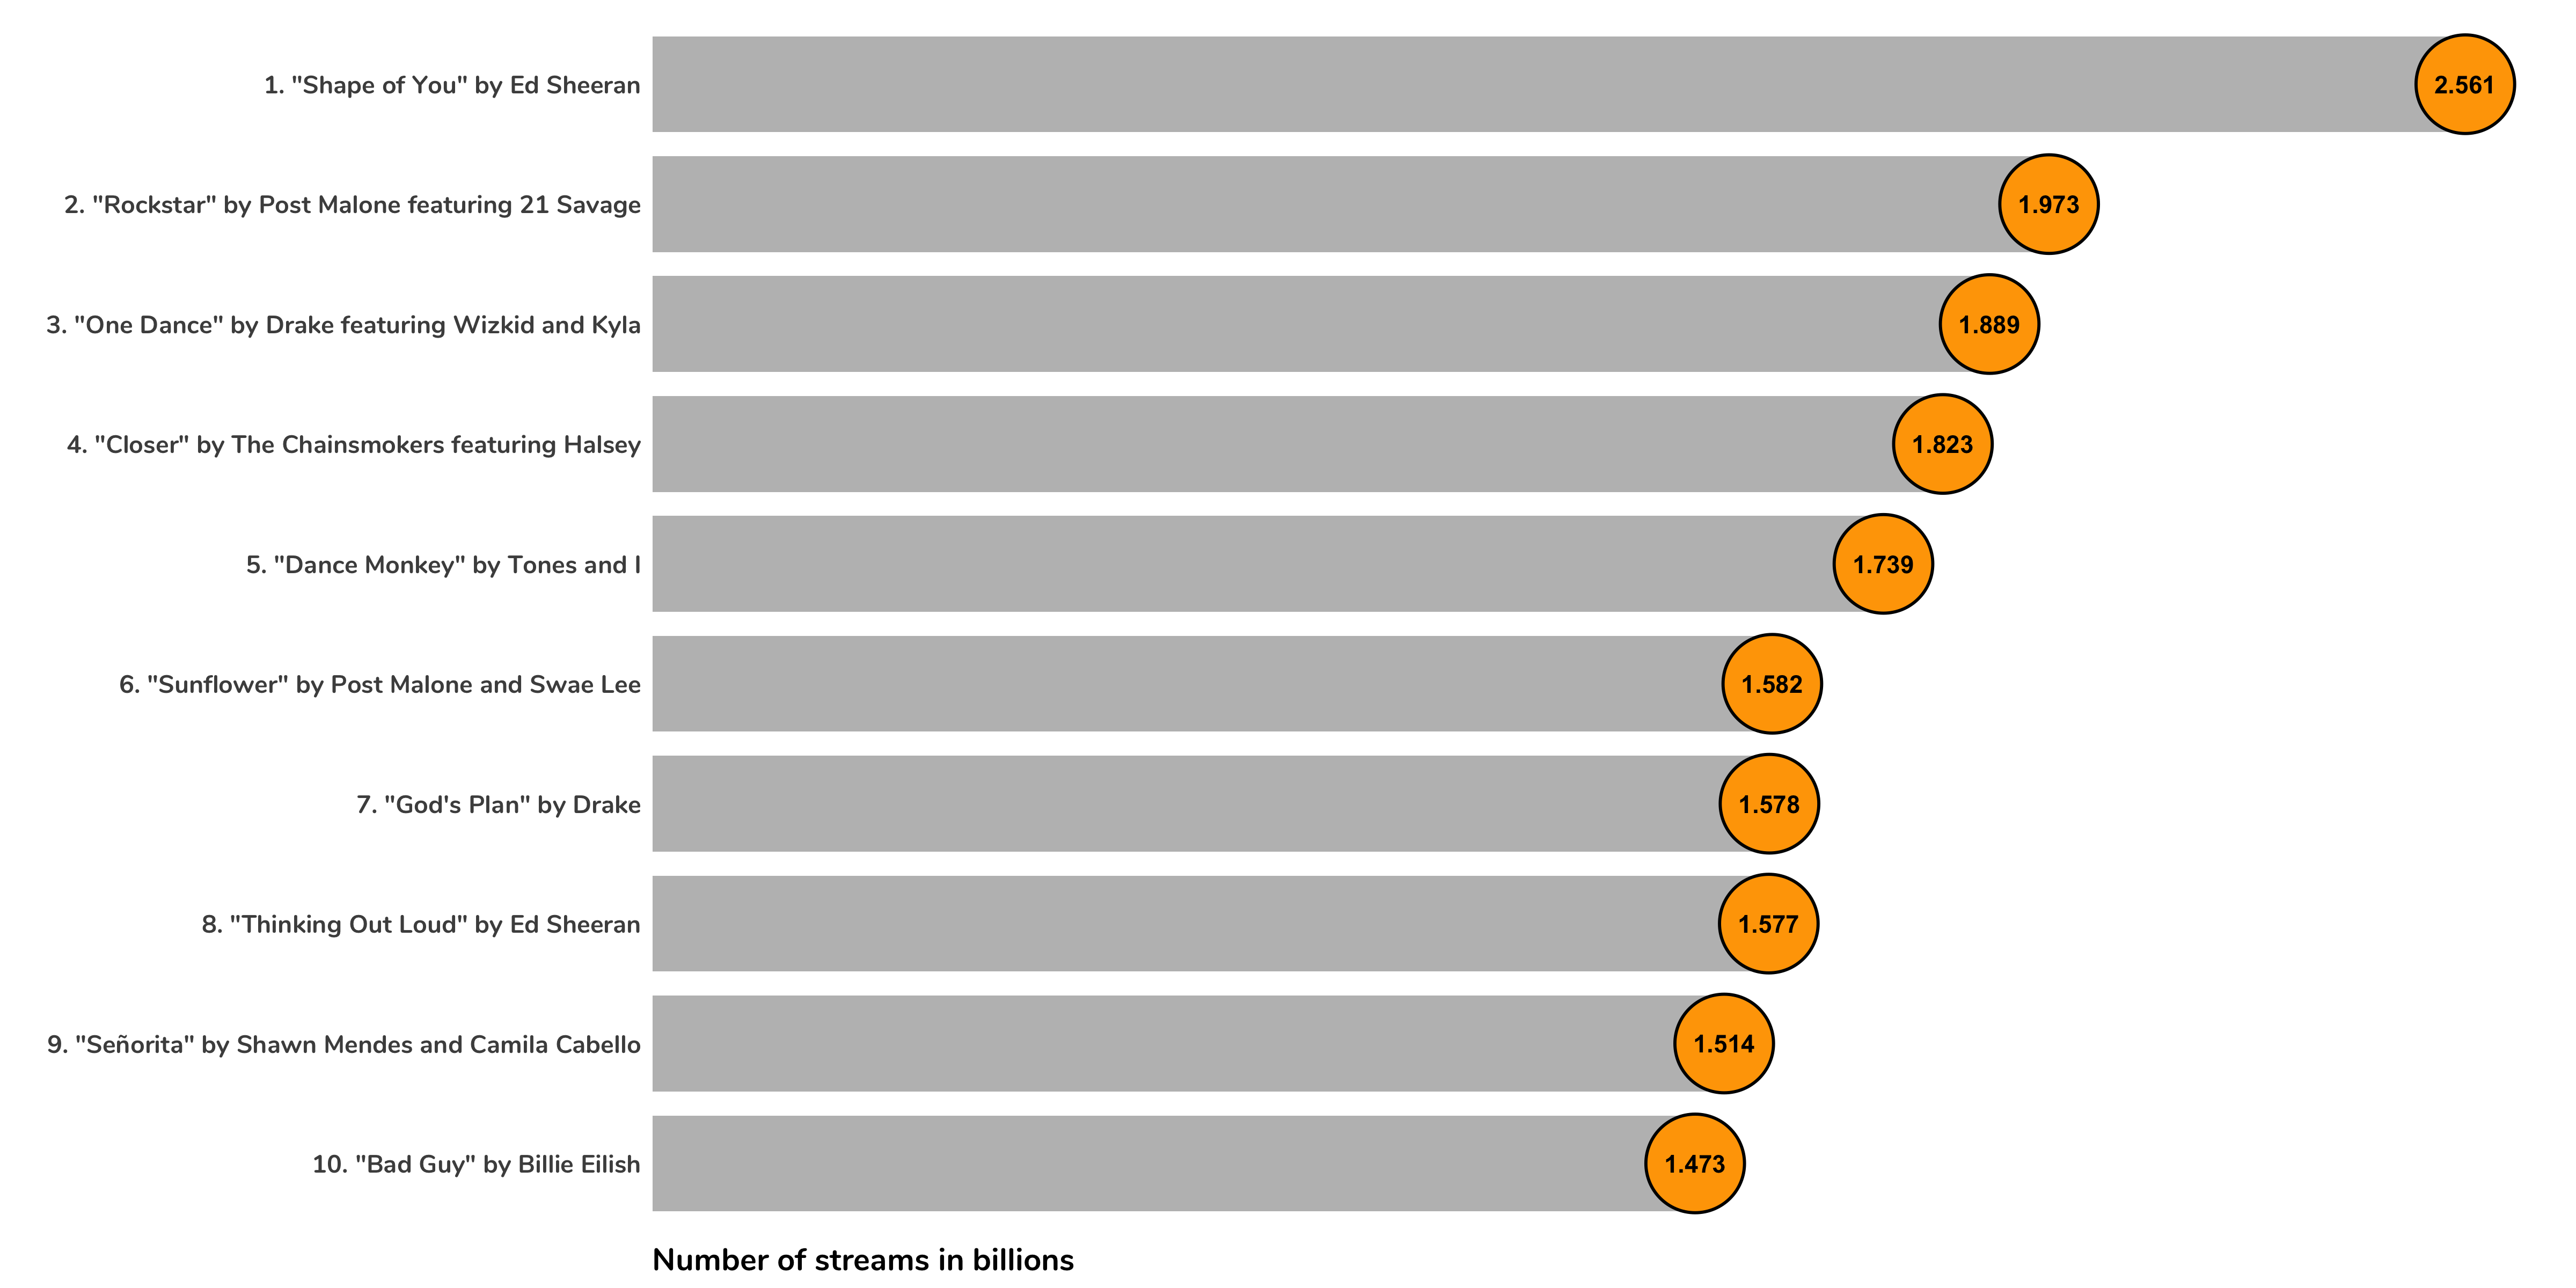 1. "Shape of You" by Ed Sheeran 2.561
2. "Rockstar" by Post Malone featuring 21 Savage 1.973
3. "One Dance" by Drake featuring Wizkid and Kyla 1.889
4. "Closer" by The Chainsmokers featuring Halsey 1.823
5. "Dance Monkey" by Tones and I 1.739
6. "Sunflower" by Post Malone and Swae Lee 1.582
7. "God's Plan" by Drake 1.578
8. "Thinking Out Loud" by Ed Sheeran 1.577
9. "Señorita" by Shawn Mendes and Camila Cabello 1.514
10. "Bad Guy" by Billie Eilish 1.473
Number of streams in billions